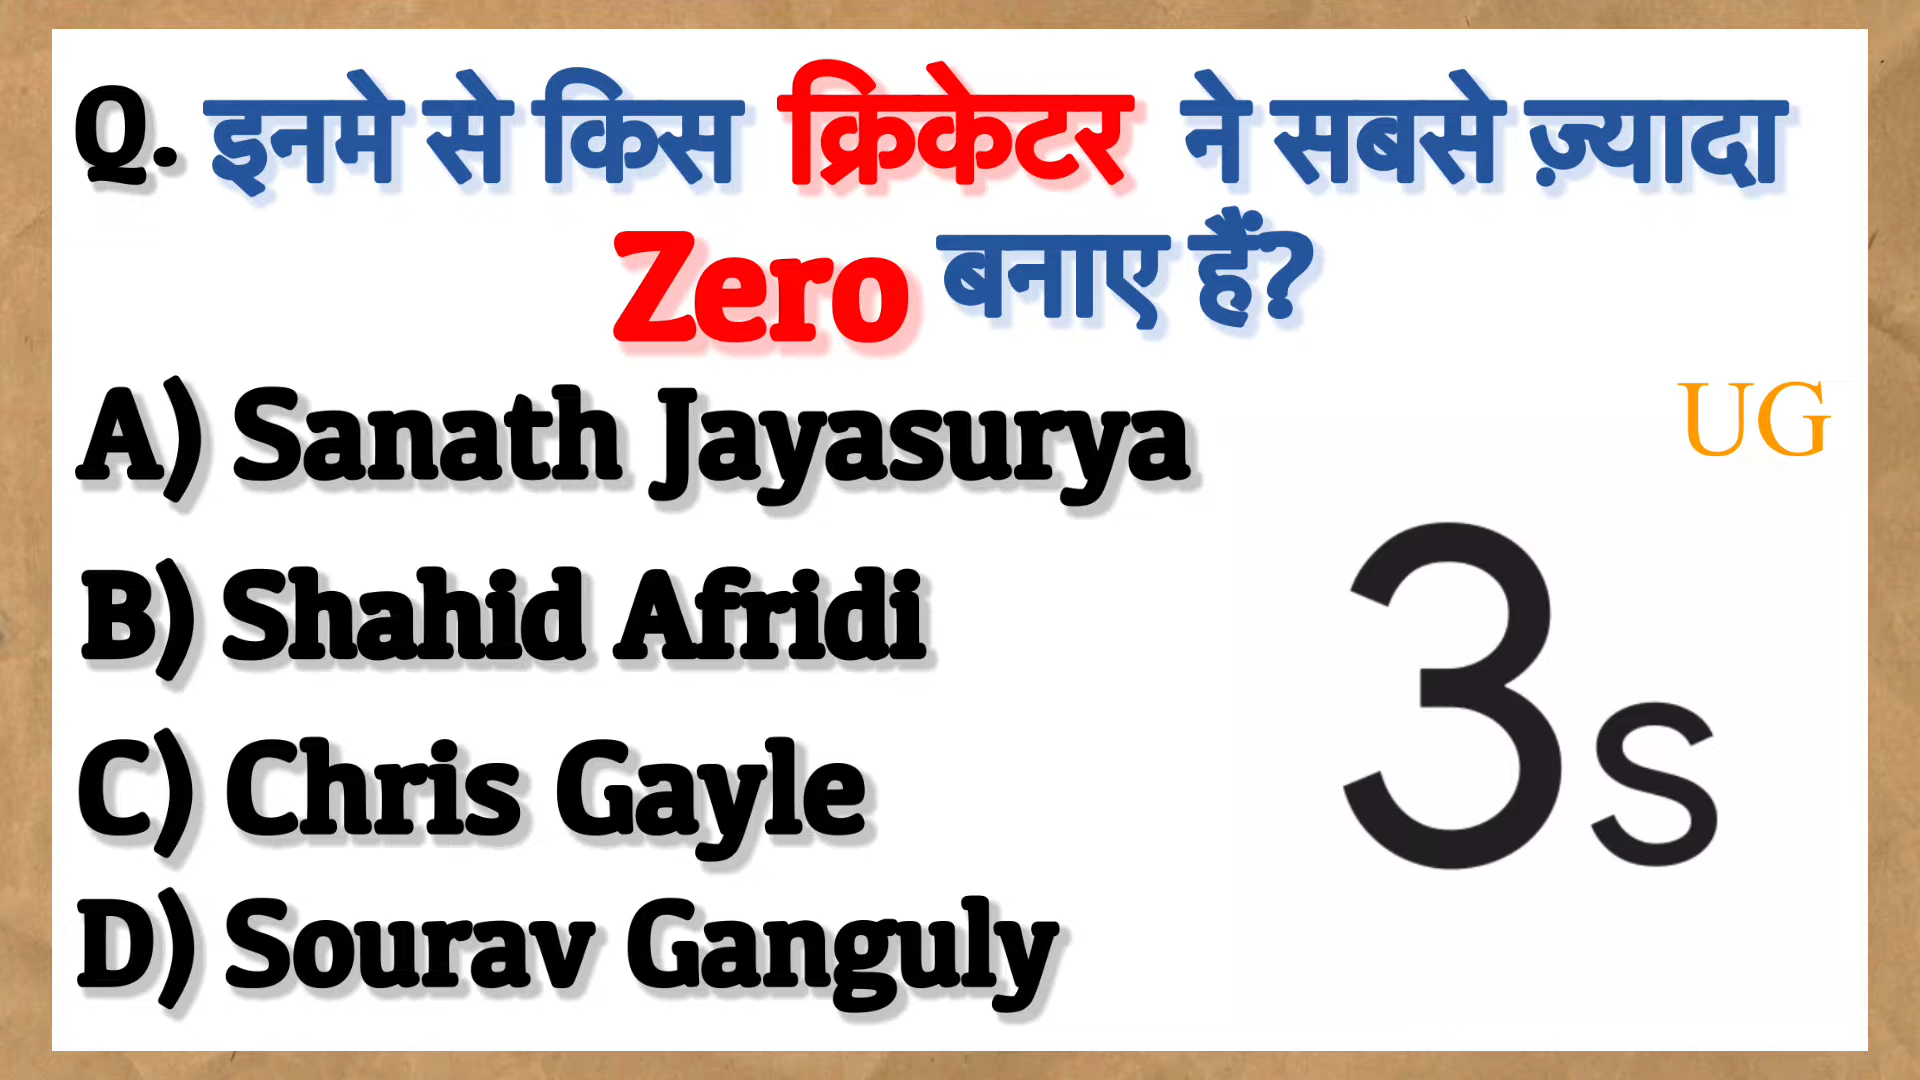 Q. इनमे से किस क्रिकेटर ने सबसे ज़्यादा
Zero बनाए हैं?
A) Sanath Jayasurya
UG
B) Shahid Afridi
3s
C) Chris Gayle
D) Sourav Ganguly